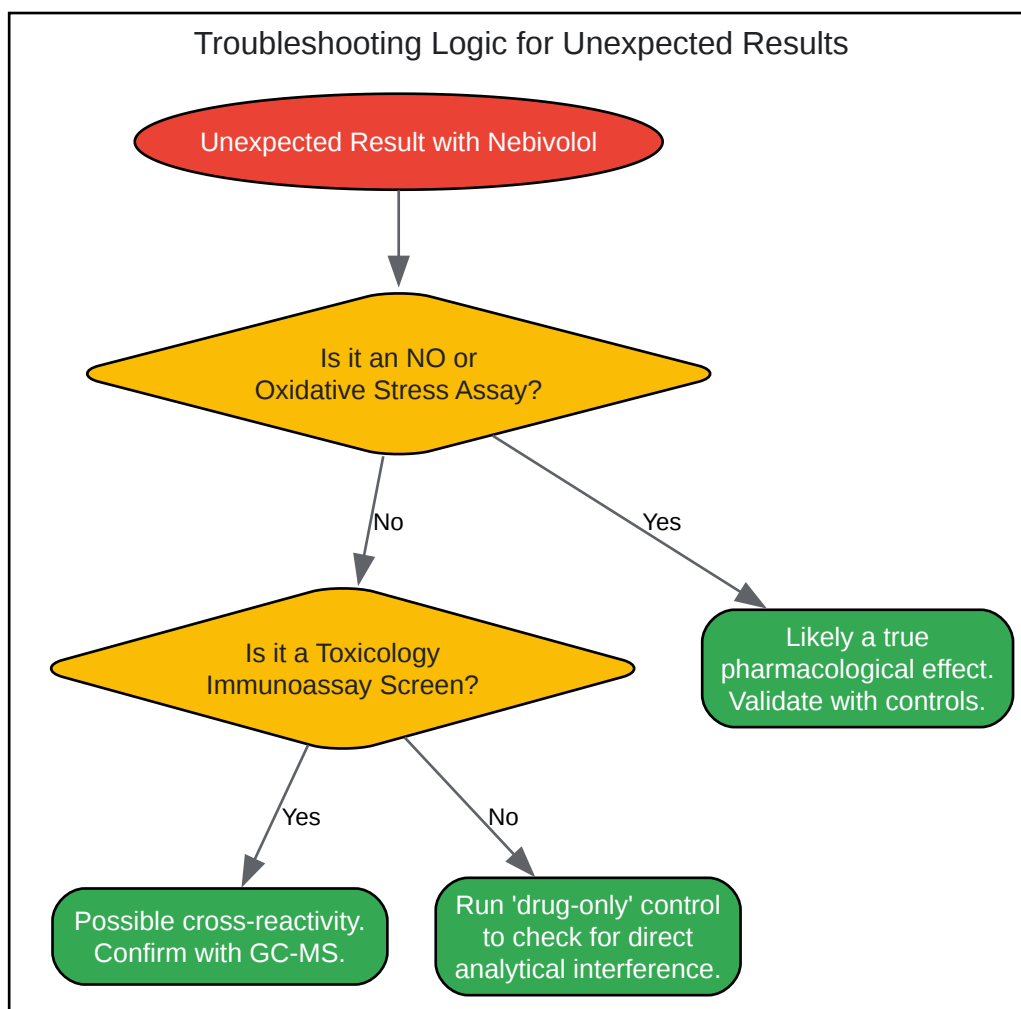 Troubleshooting Logic for Unexpected Results
Unexpected Result with Nebivolol
Is it an NO or
Oxidative Stress Assay?
No
Yes
Is it a Toxicology
Immunoassay Screen?
Likely a true
pharmacological effect.
Validate with controls.
Yes
No
Possible cross-reactivity.
Confirm with GC-MS.
Run 'drug-only' control
to check for direct
analytical interference.